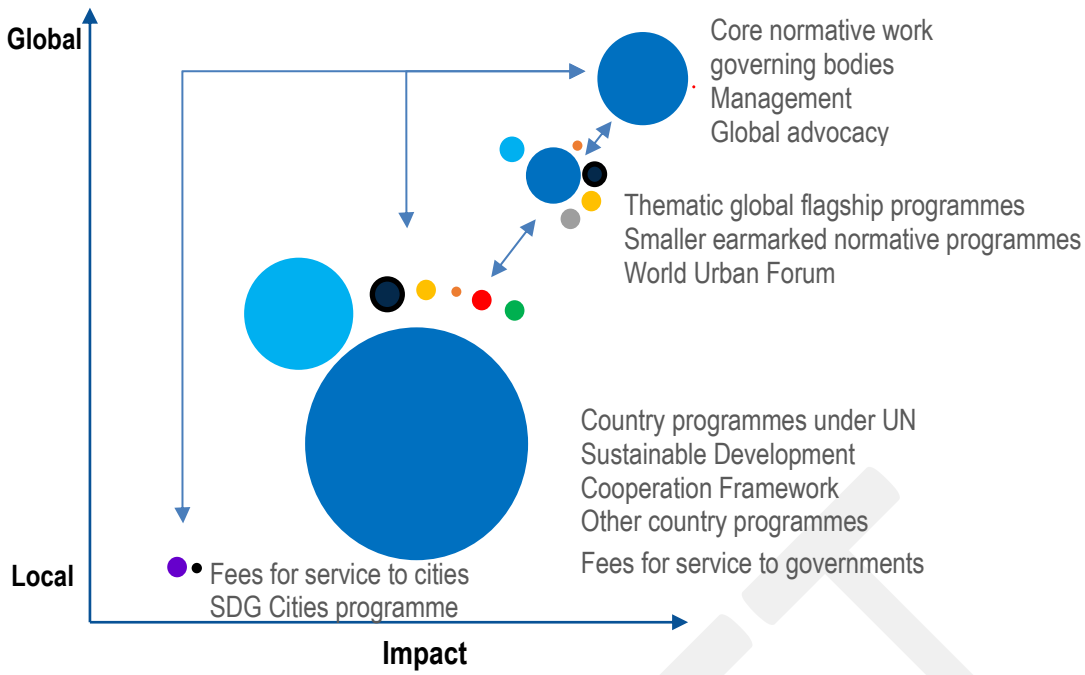 Global
Core normative work
governing bodies
Management
Global advocacy
Thematic global flagship programmes
Smaller earmarked normative programmes
World Urban Forum
Country programmes under UN
Sustainable Development
Cooperation Framework
Other country programmes
Fees for service to governments
Local
Fees for service to cities
SDG Cities programme
Impact